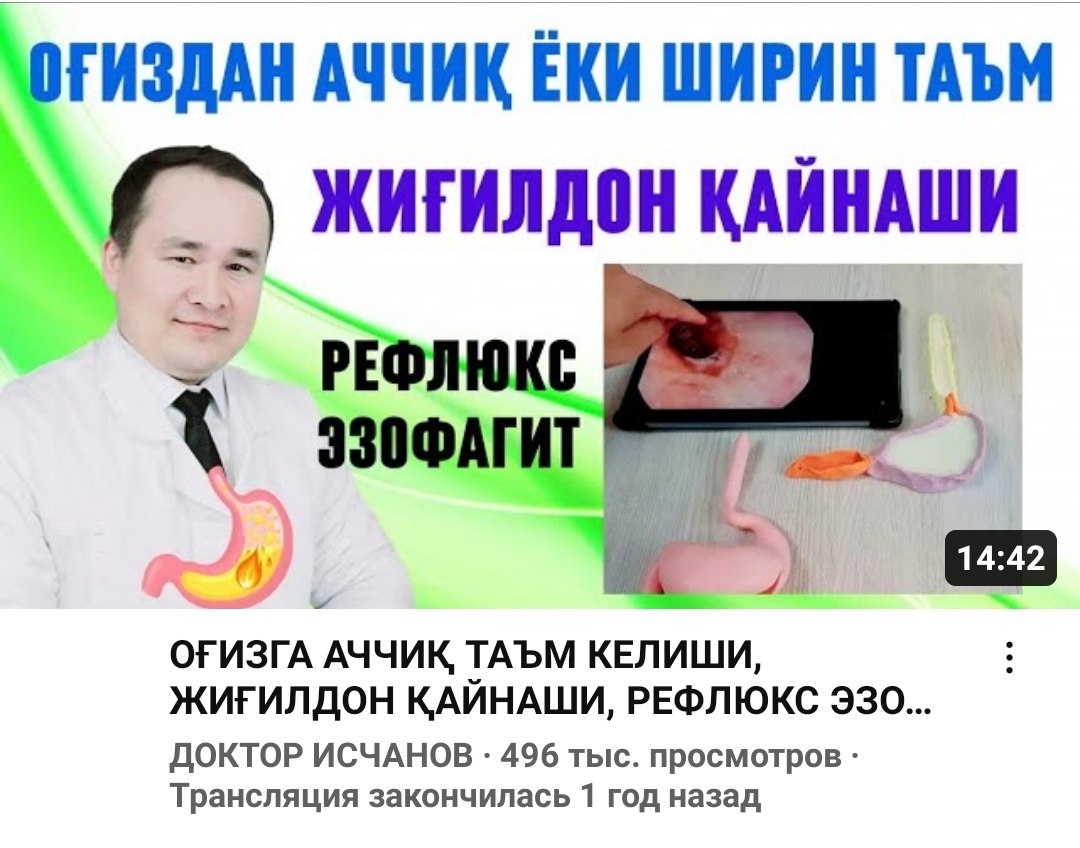 ОҒИЗДАН АЧЧИҚ ЁКИ ШИРИН ТАЪМ
ЖИҒИЛДОН ҚАЙНАШИ
РЕФЛЮКС
ЭЗОФАГИТ
14:42
ОҒИЗГА АЧЧИҚ ТАЪМ КЕЛИШИ,
ЖИҒИЛДОН ҚАЙНАШИ, РЕФЛЮКС ЭЗО...
ДОКТОР ИСЧАНОВ · 496 тыс. просмотров ·
Трансляция закончилась 1 год назад